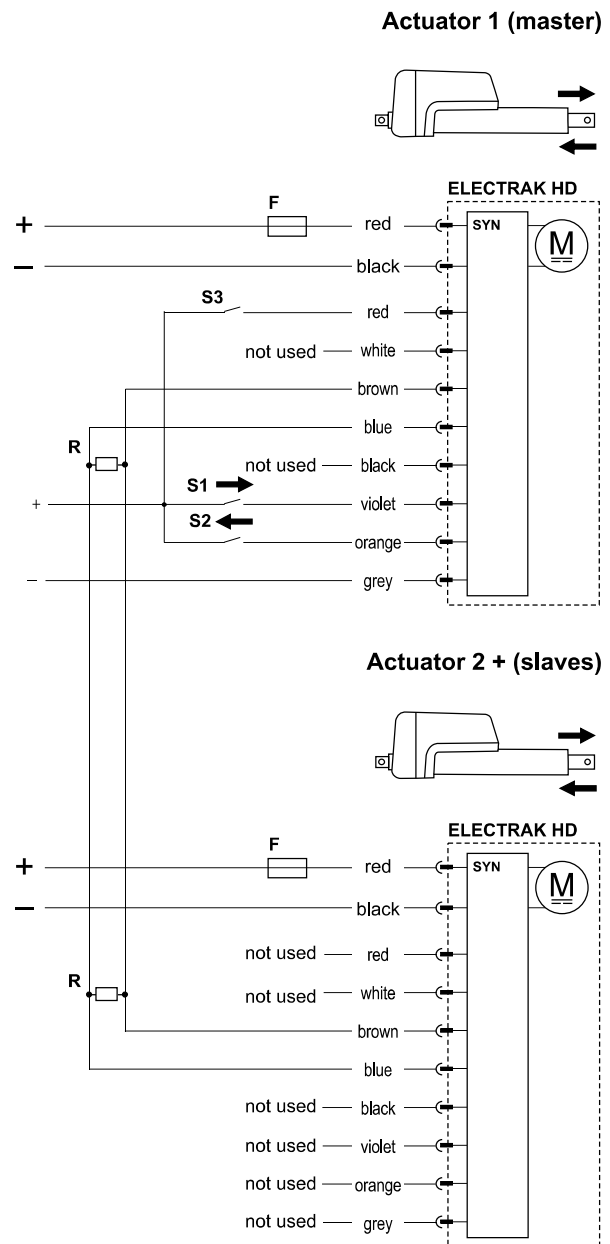 Actuator 1 (master)
ELECTRAK HD
+ F red SYN M
− black
S3 red
not used white
brown
blue
R not used black
+ S1 violet
S2 orange
− grey
Actuator 2 + (slaves)
ELECTRAK HD
+ F red SYN M
− black
not used red
R not used white
brown
blue
not used black
not used violet
not used orange
not used grey